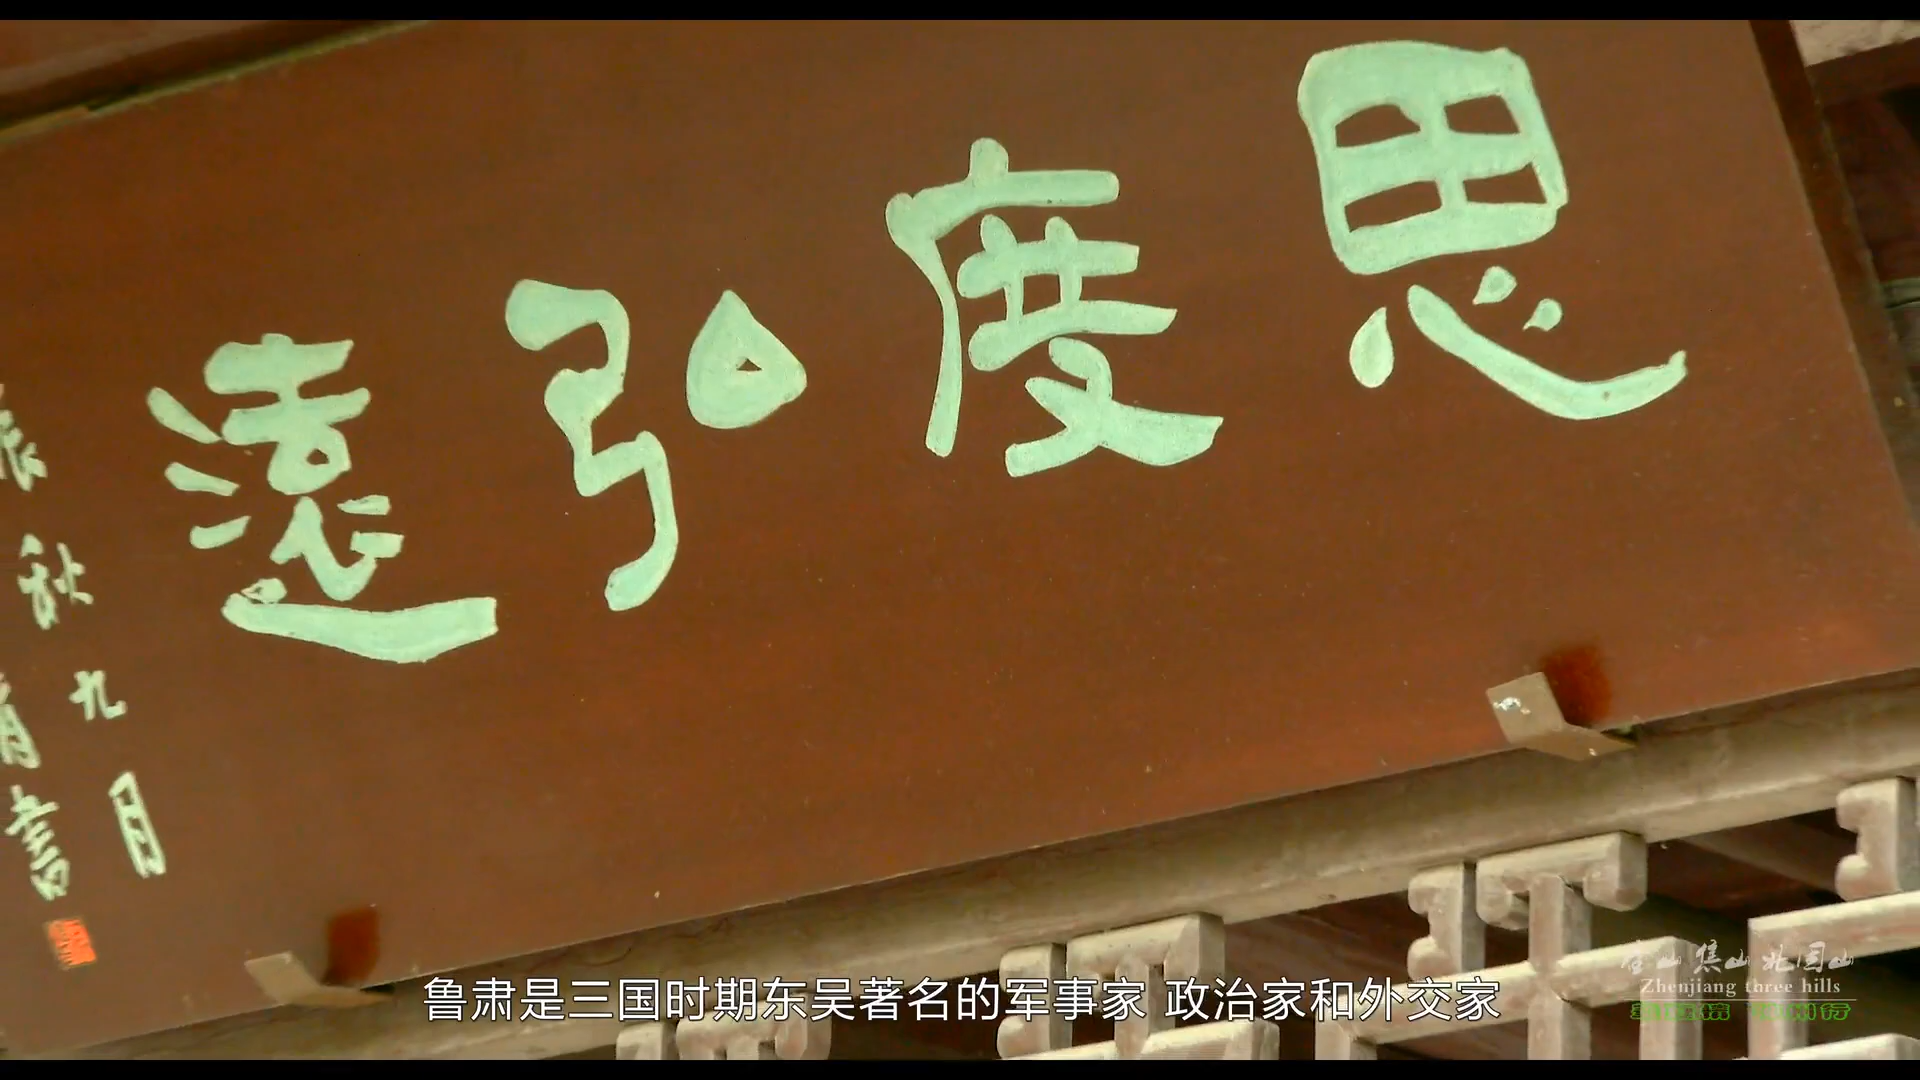 思度弘遠
辰秋九月
書
鲁肃是三国时期东吴著名的军事家 政治家和外交家
金山 焦山 北固山
Zhenjiang three hills